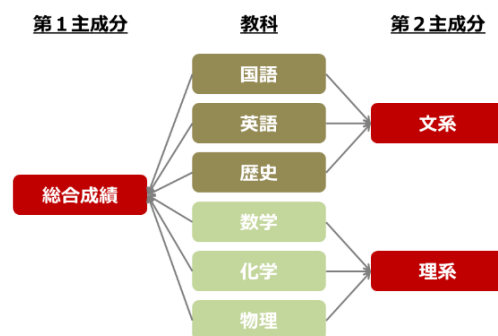 第１主成分
教科
第２主成分
国語
英語
文系
歴史
総合成績
数学
化学
理系
物理